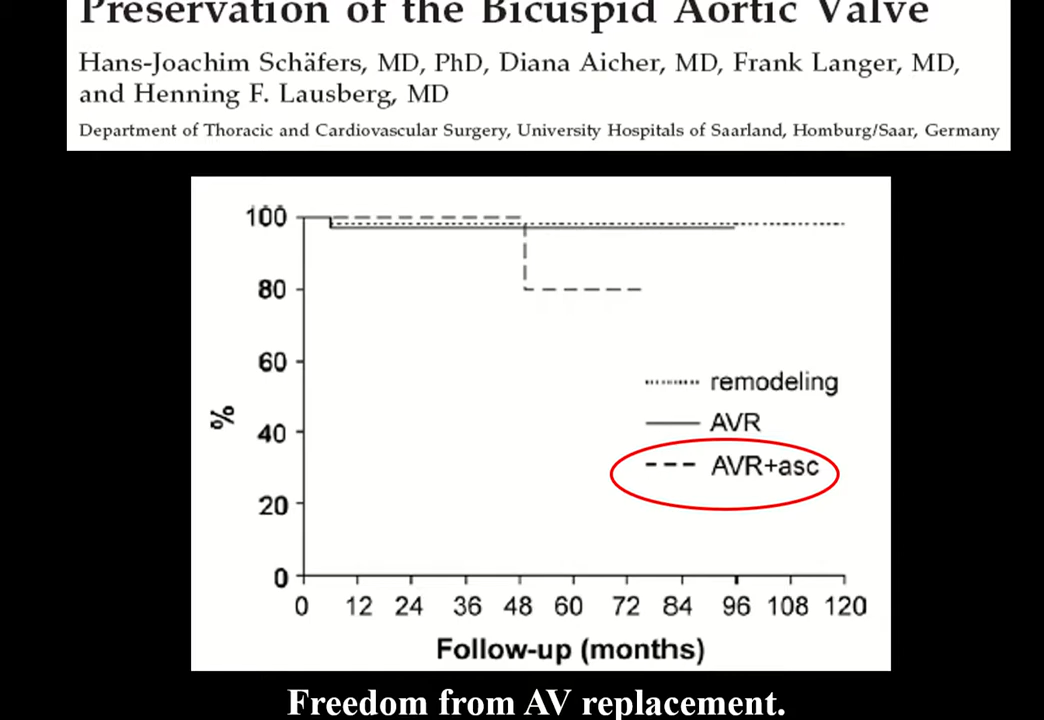 Preservation of the Bicuspid Aortic Valve
Hans-Joachim Schäfers, MD, PhD, Diana Aicher, MD, Frank Langer, MD,
and Henning F. Lausberg, MD
Department of Thoracic and Cardiovascular Surgery, University Hospitals of Saarland, Homburg/Saar, Germany
100
80
60
40
20
0
%
remodeling
AVR
AVR+asc
0 12 24 36 48 60 72 84 96 108 120
Follow-up (months)
Freedom from AV replacement.